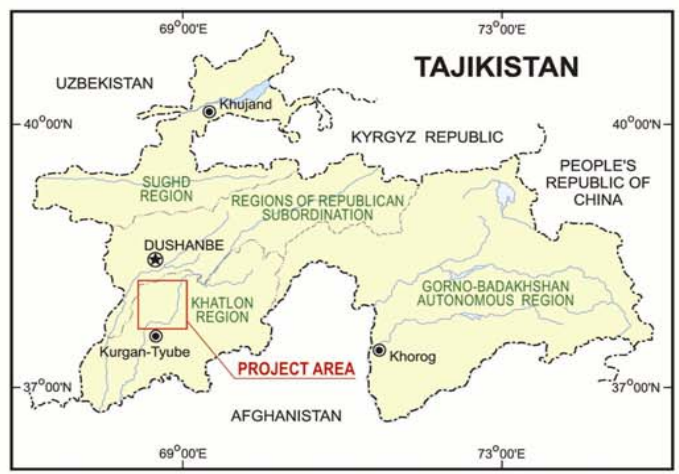 69°00'E
73°00'E
TAJIKISTAN
UZBEKISTAN
Khujand
40°00'N
40°00'N
KYRGYZ REPUBLIC
PEOPLE'S
REPUBLIC OF
CHINA
SUGHD
REGION
REGIONS OF REPUBLICAN
SUBORDINATION
DUSHANBE
GORNO-BADAKHSHAN
AUTONOMOUS REGION
KHATLON
REGION
Kurgan-Tyube
Khorog
PROJECT AREA
37°00'N
37°00'N
AFGHANISTAN
69°00'E
73°00'E